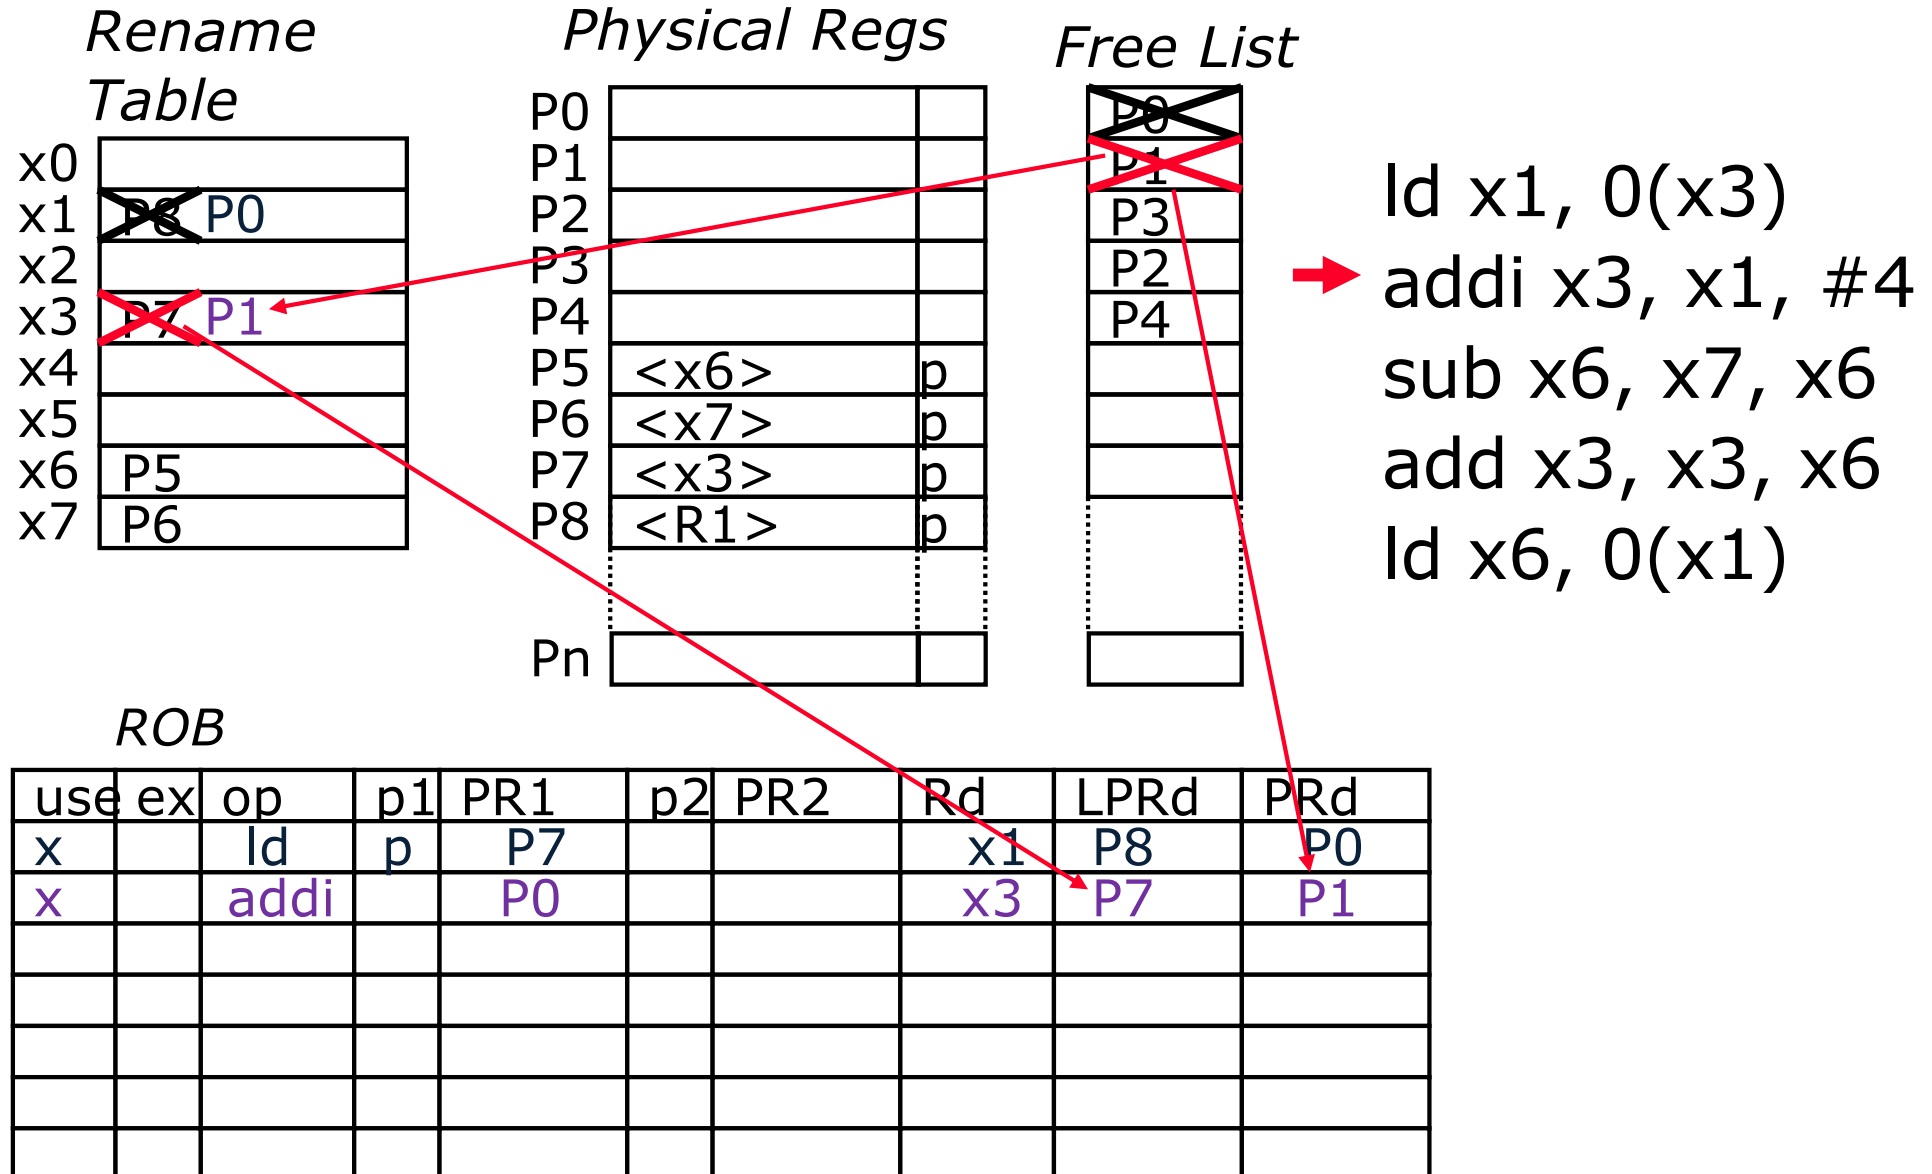 Rename
Table
x0
x1 P8 P0
x2
x3 P7 P1
x4
x5
x6 P5
x7 P6
Physical Regs
P0
P1
P2
P3
P4
P5 <x6> p
P6 <x7> p
P7 <x3> p
P8 <R1> p
Pn
Free List
P0
P1
P3
P2
P4
ld x1, 0(x3)
addi x3, x1, #4
sub x6, x7, x6
add x3, x3, x6
ld x6, 0(x1)
ROB
use ex op p1 PR1 p2 PR2 Rd LPRd PRd
x ld p P7 x1 P8 P0
x addi P0 x3 P7 P1